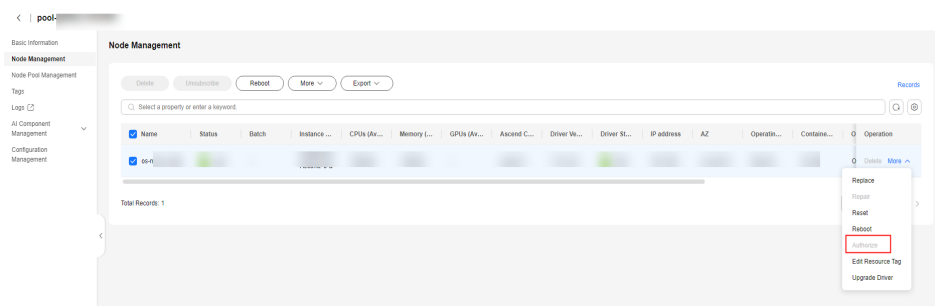 pool-
Basic Information
Node Management
Node Pool Management
Tags
Logs
AI Component Management
Configuration Management
Node Management
Delete Unsubscribe Reboot More Export
Records
Select a property or enter a keyword.
Name Status Batch Instance ... CPUs (Av... Memory (... GPUs (Av... Ascend C... Driver Ve... Driver St... IP address AZ Operatin... Containe... O Operation
os-n O Delete More
Total Records: 1
Replace
Repair
Reset
Reboot
Authorize
Edit Resource Tag
Upgrade Driver